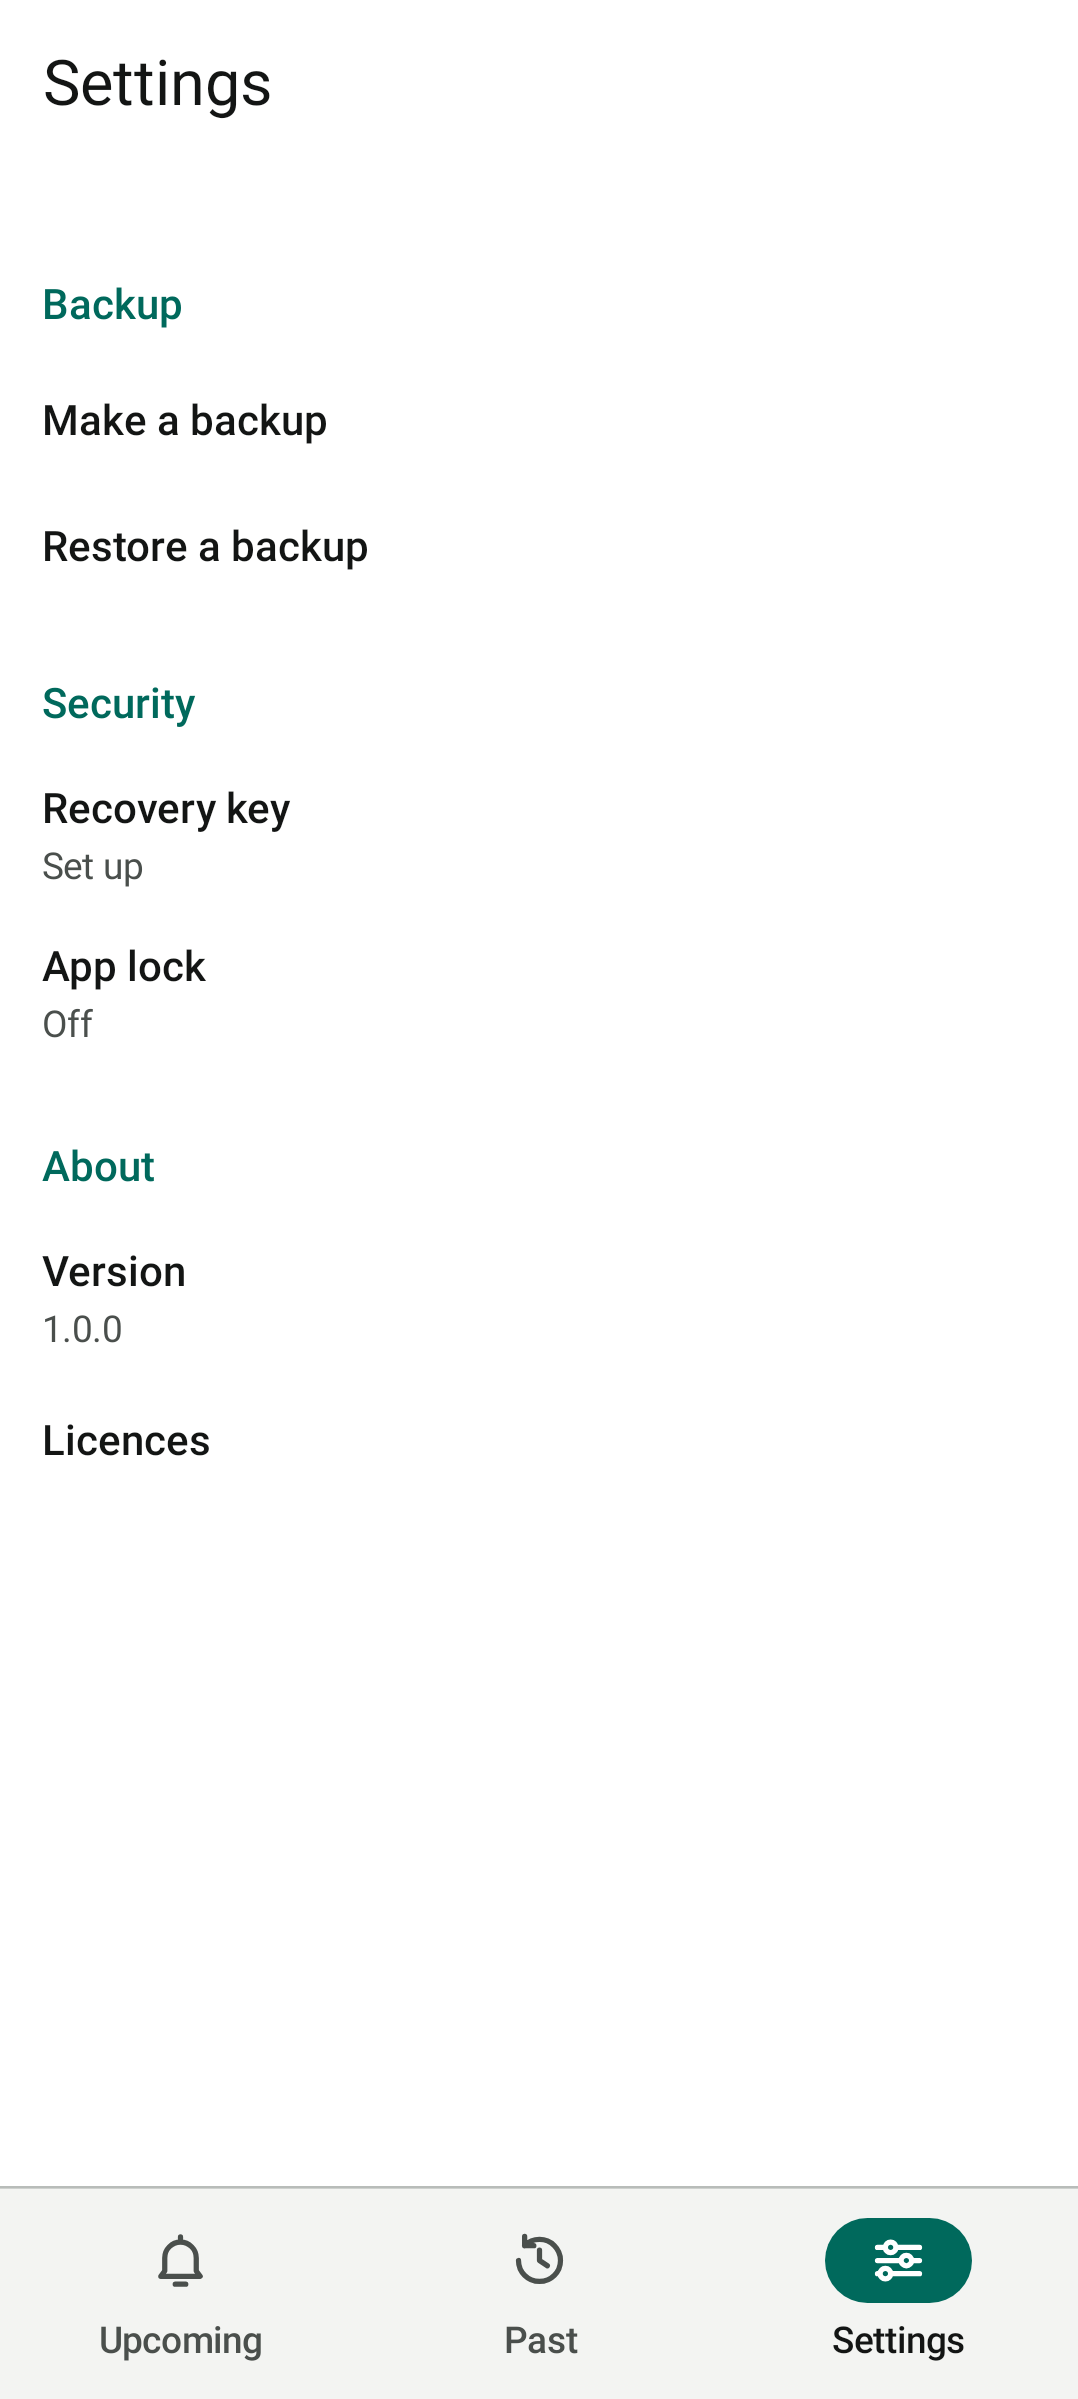 Settings
Backup
Make a backup
Restore a backup
Security
Recovery key
Set up
App lock
Off
About
Version
1.0.0
Licences
Upcoming
Past
Settings